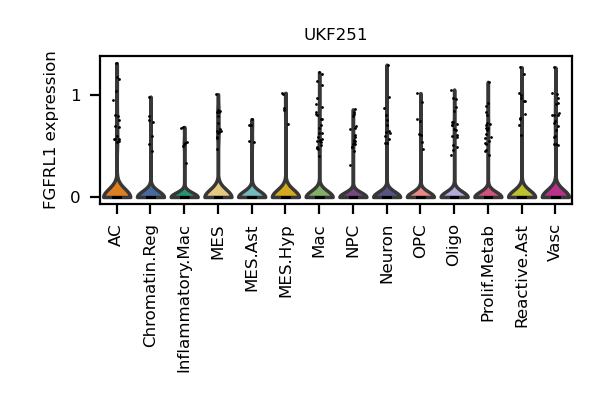 UKF251
FGFRL1 expression
1
0
AC
Chromatin.Reg
Inflammatory.Mac
MES
MES.Ast
MES.Hyp
Mac
NPC
Neuron
OPC
Oligo
Prolif.Metab
Reactive.Ast
Vasc